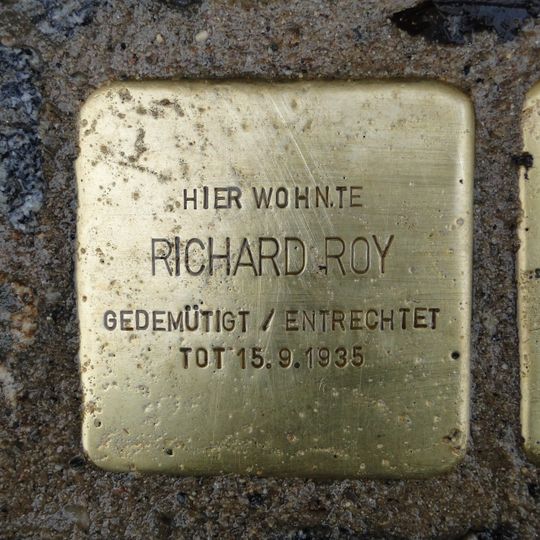 HIER WOHNTE
RICHARD ROY
GEDEMÜTIGT / ENTRECHTET
TOT 15.9.1935